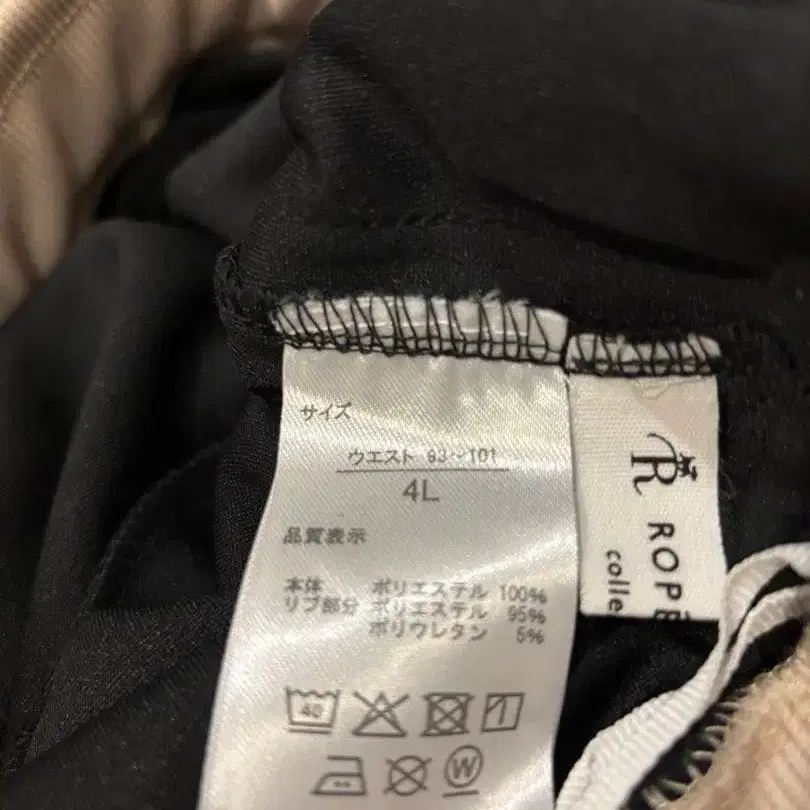 サイズ
ウエスト 93~101
4L
品質表示
本体 ポリエステル 100%
リブ部分 ポリエステル 95%
ポリウレタン 5%
40
W
R
ROPÉ
colle